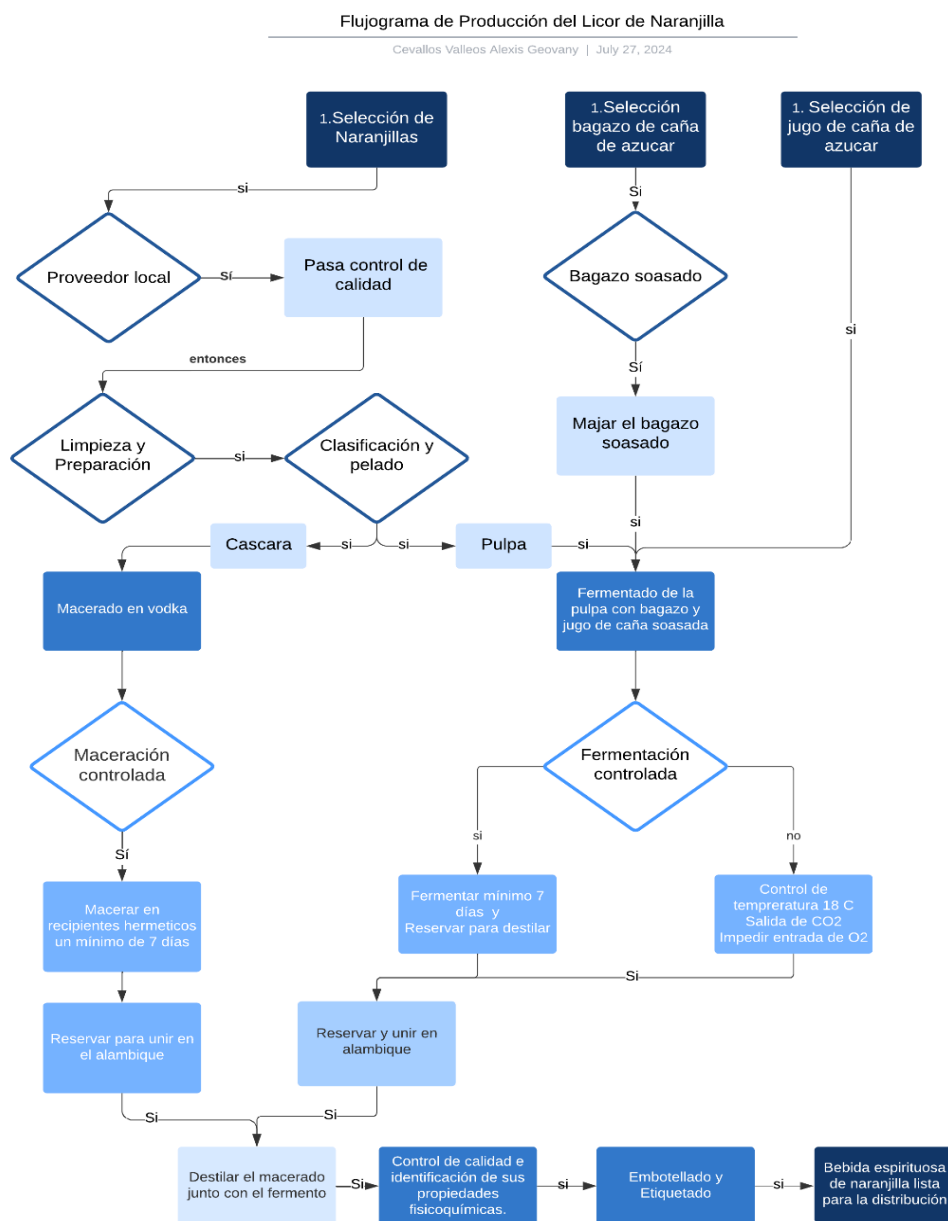 Flujograma de Producción del Licor de Naranjilla
Cevallos Valleos Alexis Geovany | July 27, 2024
1.Selección de
Naranjillas
1.Selección
bagazo de caña
de azucar
1. Selección de
jugo de caña de
azucar
si
Si
Proveedor local
Sí
Pasa control de
calidad
Bagazo soasado
si
entonces
Sí
Limpieza y
Preparación
si
Clasificación y
pelado
Majar el bagazo
soasado
si
Cascara
si
si
Pulpa
si
Macerado en vodka
Fermentado de la
pulpa con bagazo y
jugo de caña soasada
Maceración
controlada
Fermentación
controlada
Sí
si
no
Macerar en
recipientes hermeticos
un mínimo de 7 días
Fermentar mínimo 7
días y
Reservar para destilar
Control de
tempreratura 18 C
Salida de CO2
Impedir entrada de O2
Si
Reservar para unir en
el alambique
Reservar y unir en
alambique
Si
Si
Destilar el macerado
junto con el fermento
Si
Control de calidad e
identificación de sus
propiedades
fisicoquímicas.
si
Embotellado y
Etiquetado
si
Bebida espirituosa
de naranjilla lista
para la distribución